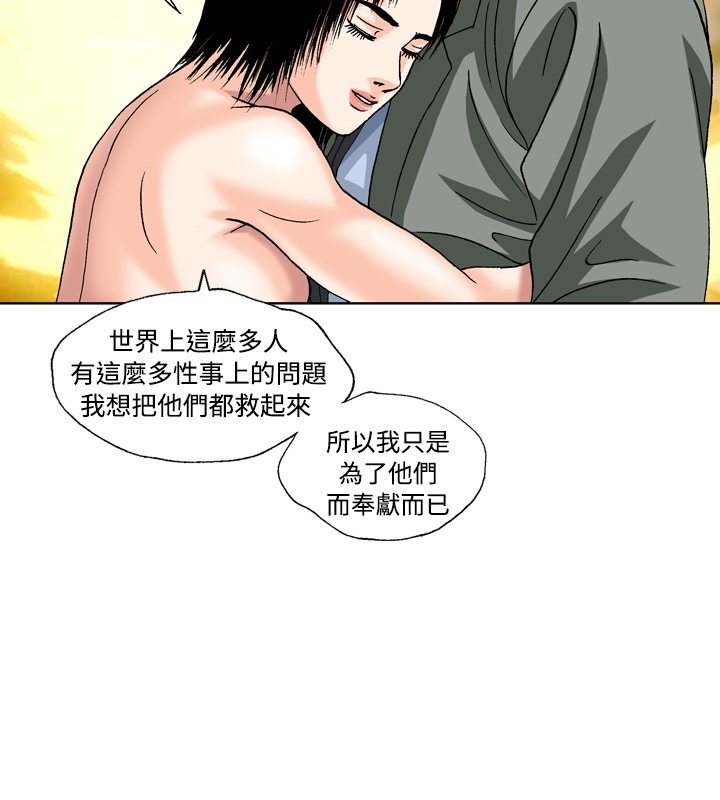 世界上這麼多人
有這麼多性事上的問題
我想把他們都救起來
所以我只是
為了他們
而奉獻而已